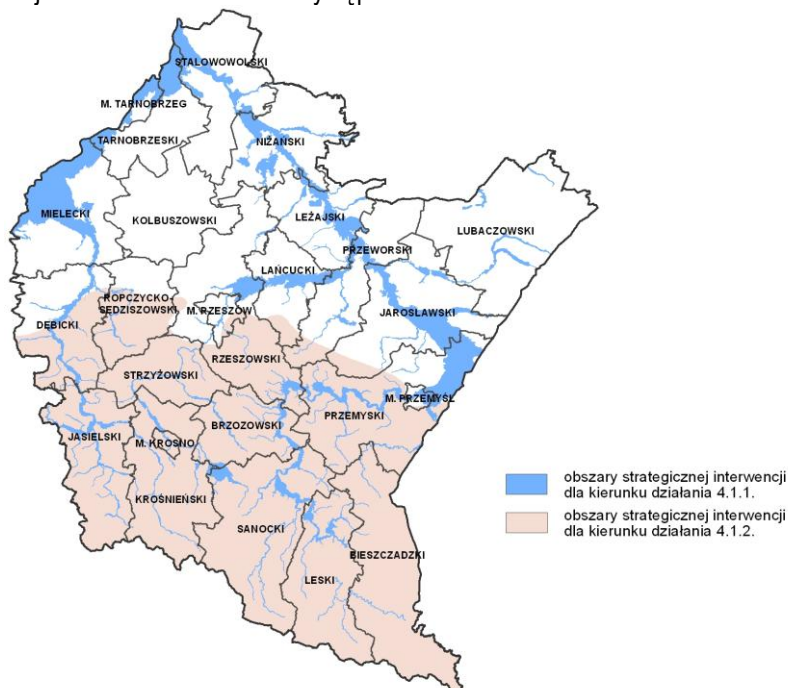 STALOWOWOLSKI
M. TARNOBRZEG
TARNOBRZESKI
NIŻAŃSKI
MIELECKI
KOLBUSZOWSKI
LEŻAJSKI
LUBACZOWSKI
PRZEWORSKI
ŁAŃCUCKI
ROPCZYCKO-
SĘDZISZOWSKI
M. RZESZÓW
JAROSŁAWSKI
DĘBICKI
RZESZOWSKI
STRZYŻOWSKI
M. PRZEMYŚL
PRZEMYSKI
BRZOZOWSKI
JASIELSKI
M. KROSNO
KROŚNIEŃSKI
SANOCKI
BIESZCZADZKI
LESKI
obszary strategicznej interwencji
dla kierunku działania 4.1.1.
obszary strategicznej interwencji
dla kierunku działania 4.1.2.